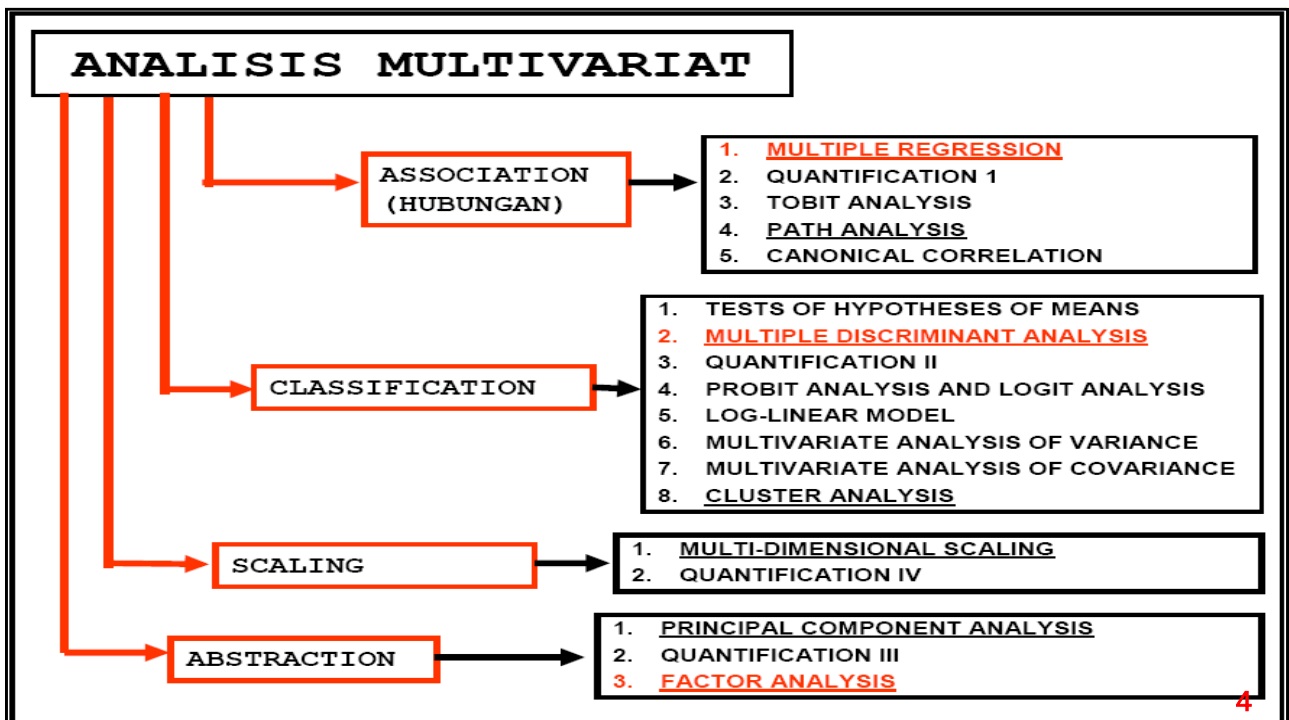 ANALISIS MULTIVARIAT
ASSOCIATION
(HUBUNGAN)
1. MULTIPLE REGRESSION
2. QUANTIFICATION 1
3. TOBIT ANALYSIS
4. PATH ANALYSIS
5. CANONICAL CORRELATION
CLASSIFICATION
1. TESTS OF HYPOTHESES OF MEANS
2. MULTIPLE DISCRIMINANT ANALYSIS
3. QUANTIFICATION II
4. PROBIT ANALYSIS AND LOGIT ANALYSIS
5. LOG-LINEAR MODEL
6. MULTIVARIATE ANALYSIS OF VARIANCE
7. MULTIVARIATE ANALYSIS OF COVARIANCE
8. CLUSTER ANALYSIS
SCALING
1. MULTI-DIMENSIONAL SCALING
2. QUANTIFICATION IV
ABSTRACTION
1. PRINCIPAL COMPONENT ANALYSIS
2. QUANTIFICATION III
3. FACTOR ANALYSIS
4